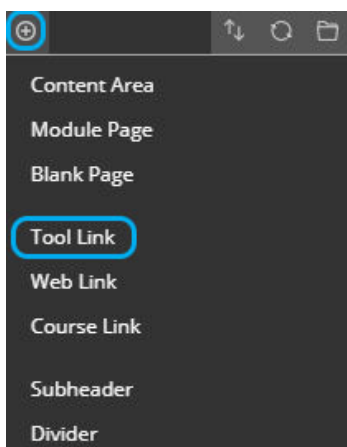 Content Area
Module Page
Blank Page
Tool Link
Web Link
Course Link
Subheader
Divider